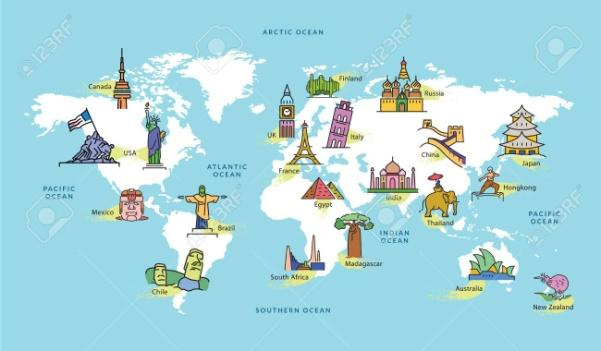 ARCTIC OCEAN
Canada
Finland
Russia
UK
Italy
USA
China
Japan
ATLANTIC
OCEAN
France
PACIFIC
OCEAN
Hongkong
Egypt
India
Mexico
Brazil
Thailand
PACIFIC
OCEAN
INDIAN
OCEAN
Madagascar
South Africa
Chile
Australia
New Zealand
SOUTHERN OCEAN
123RF